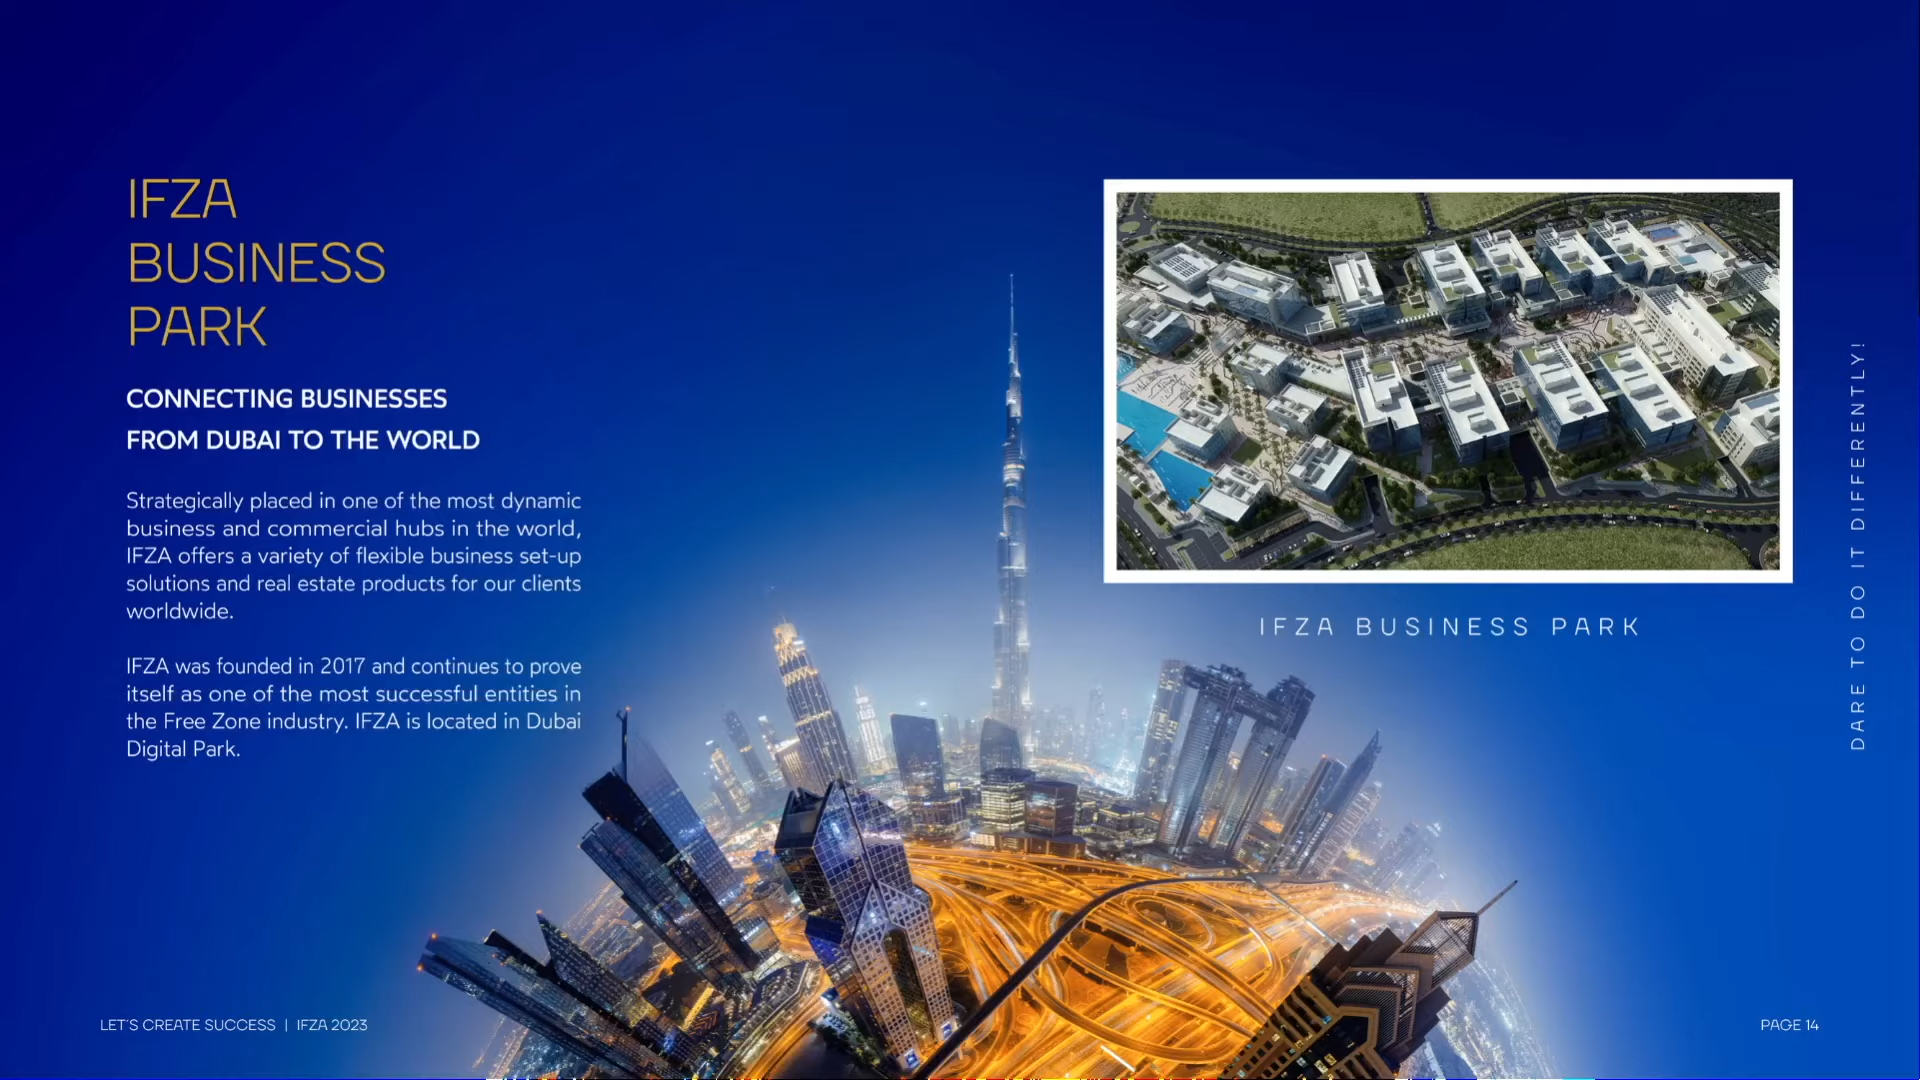 IFZA
BUSINESS
PARK
CONNECTING BUSINESSES
FROM DUBAI TO THE WORLD
Strategically placed in one of the most dynamic
business and commercial hubs in the world,
IFZA offers a variety of flexible business set-up
solutions and real estate products for our clients
worldwide.
IFZA was founded in 2017 and continues to prove
itself as one of the most successful entities in
the Free Zone industry. IFZA is located in Dubai
Digital Park.
IFZA BUSINESS PARK
DARE TO DO IT DIFFERENTLY!
LET'S CREATE SUCCESS | IFZA 2023
PAGE 14